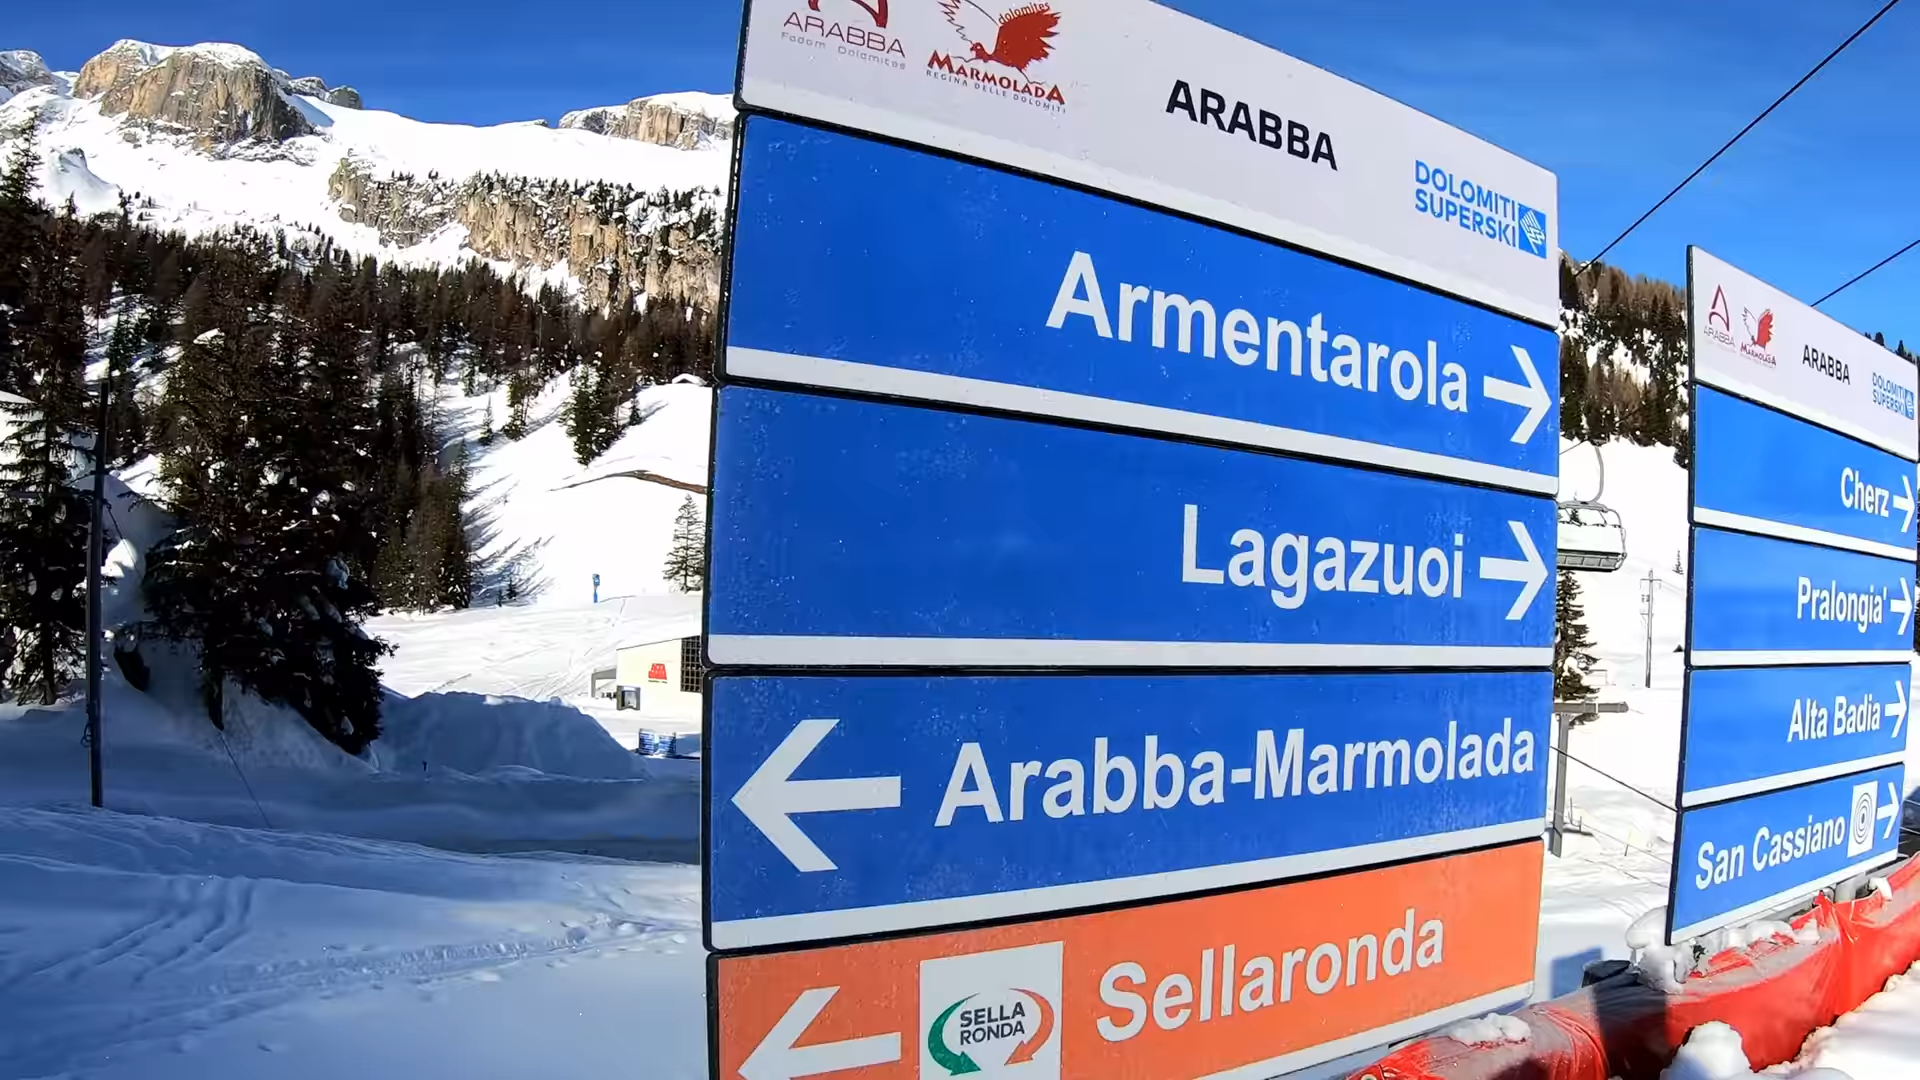 ARABBA
Fodom Dolomites
dolomites
MARMOLADA
REGINA DELLE DOLOMITI
ARABBA
DOLOMITI
SUPERSKI
Armentarola
Lagazuoi
Arabba-Marmolada
SELLA
RONDA
Sellaronda
ARABBA
MARMOLADA
ARABBA
DOLOMITI
SUPERSKI
Cherz
Pralongia'
Alta Badia
San Cassiano